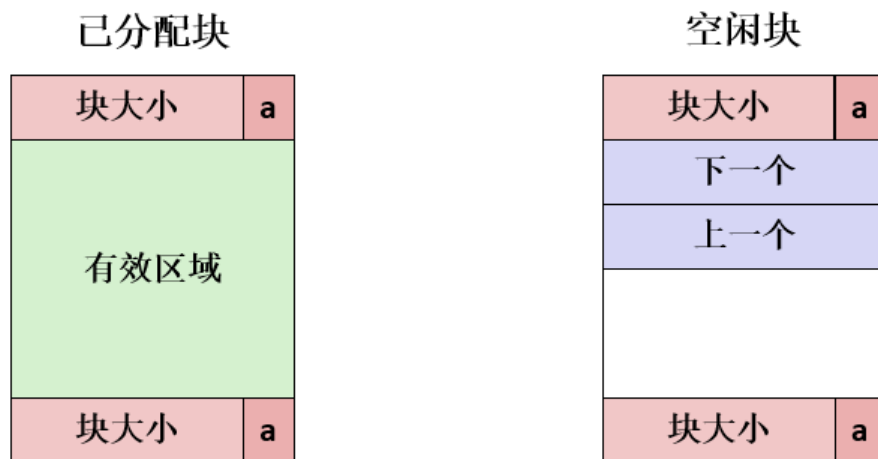 已分配块
块大小 a
有效区域
块大小 a
空闲块
块大小 a
下一个
上一个
块大小 a